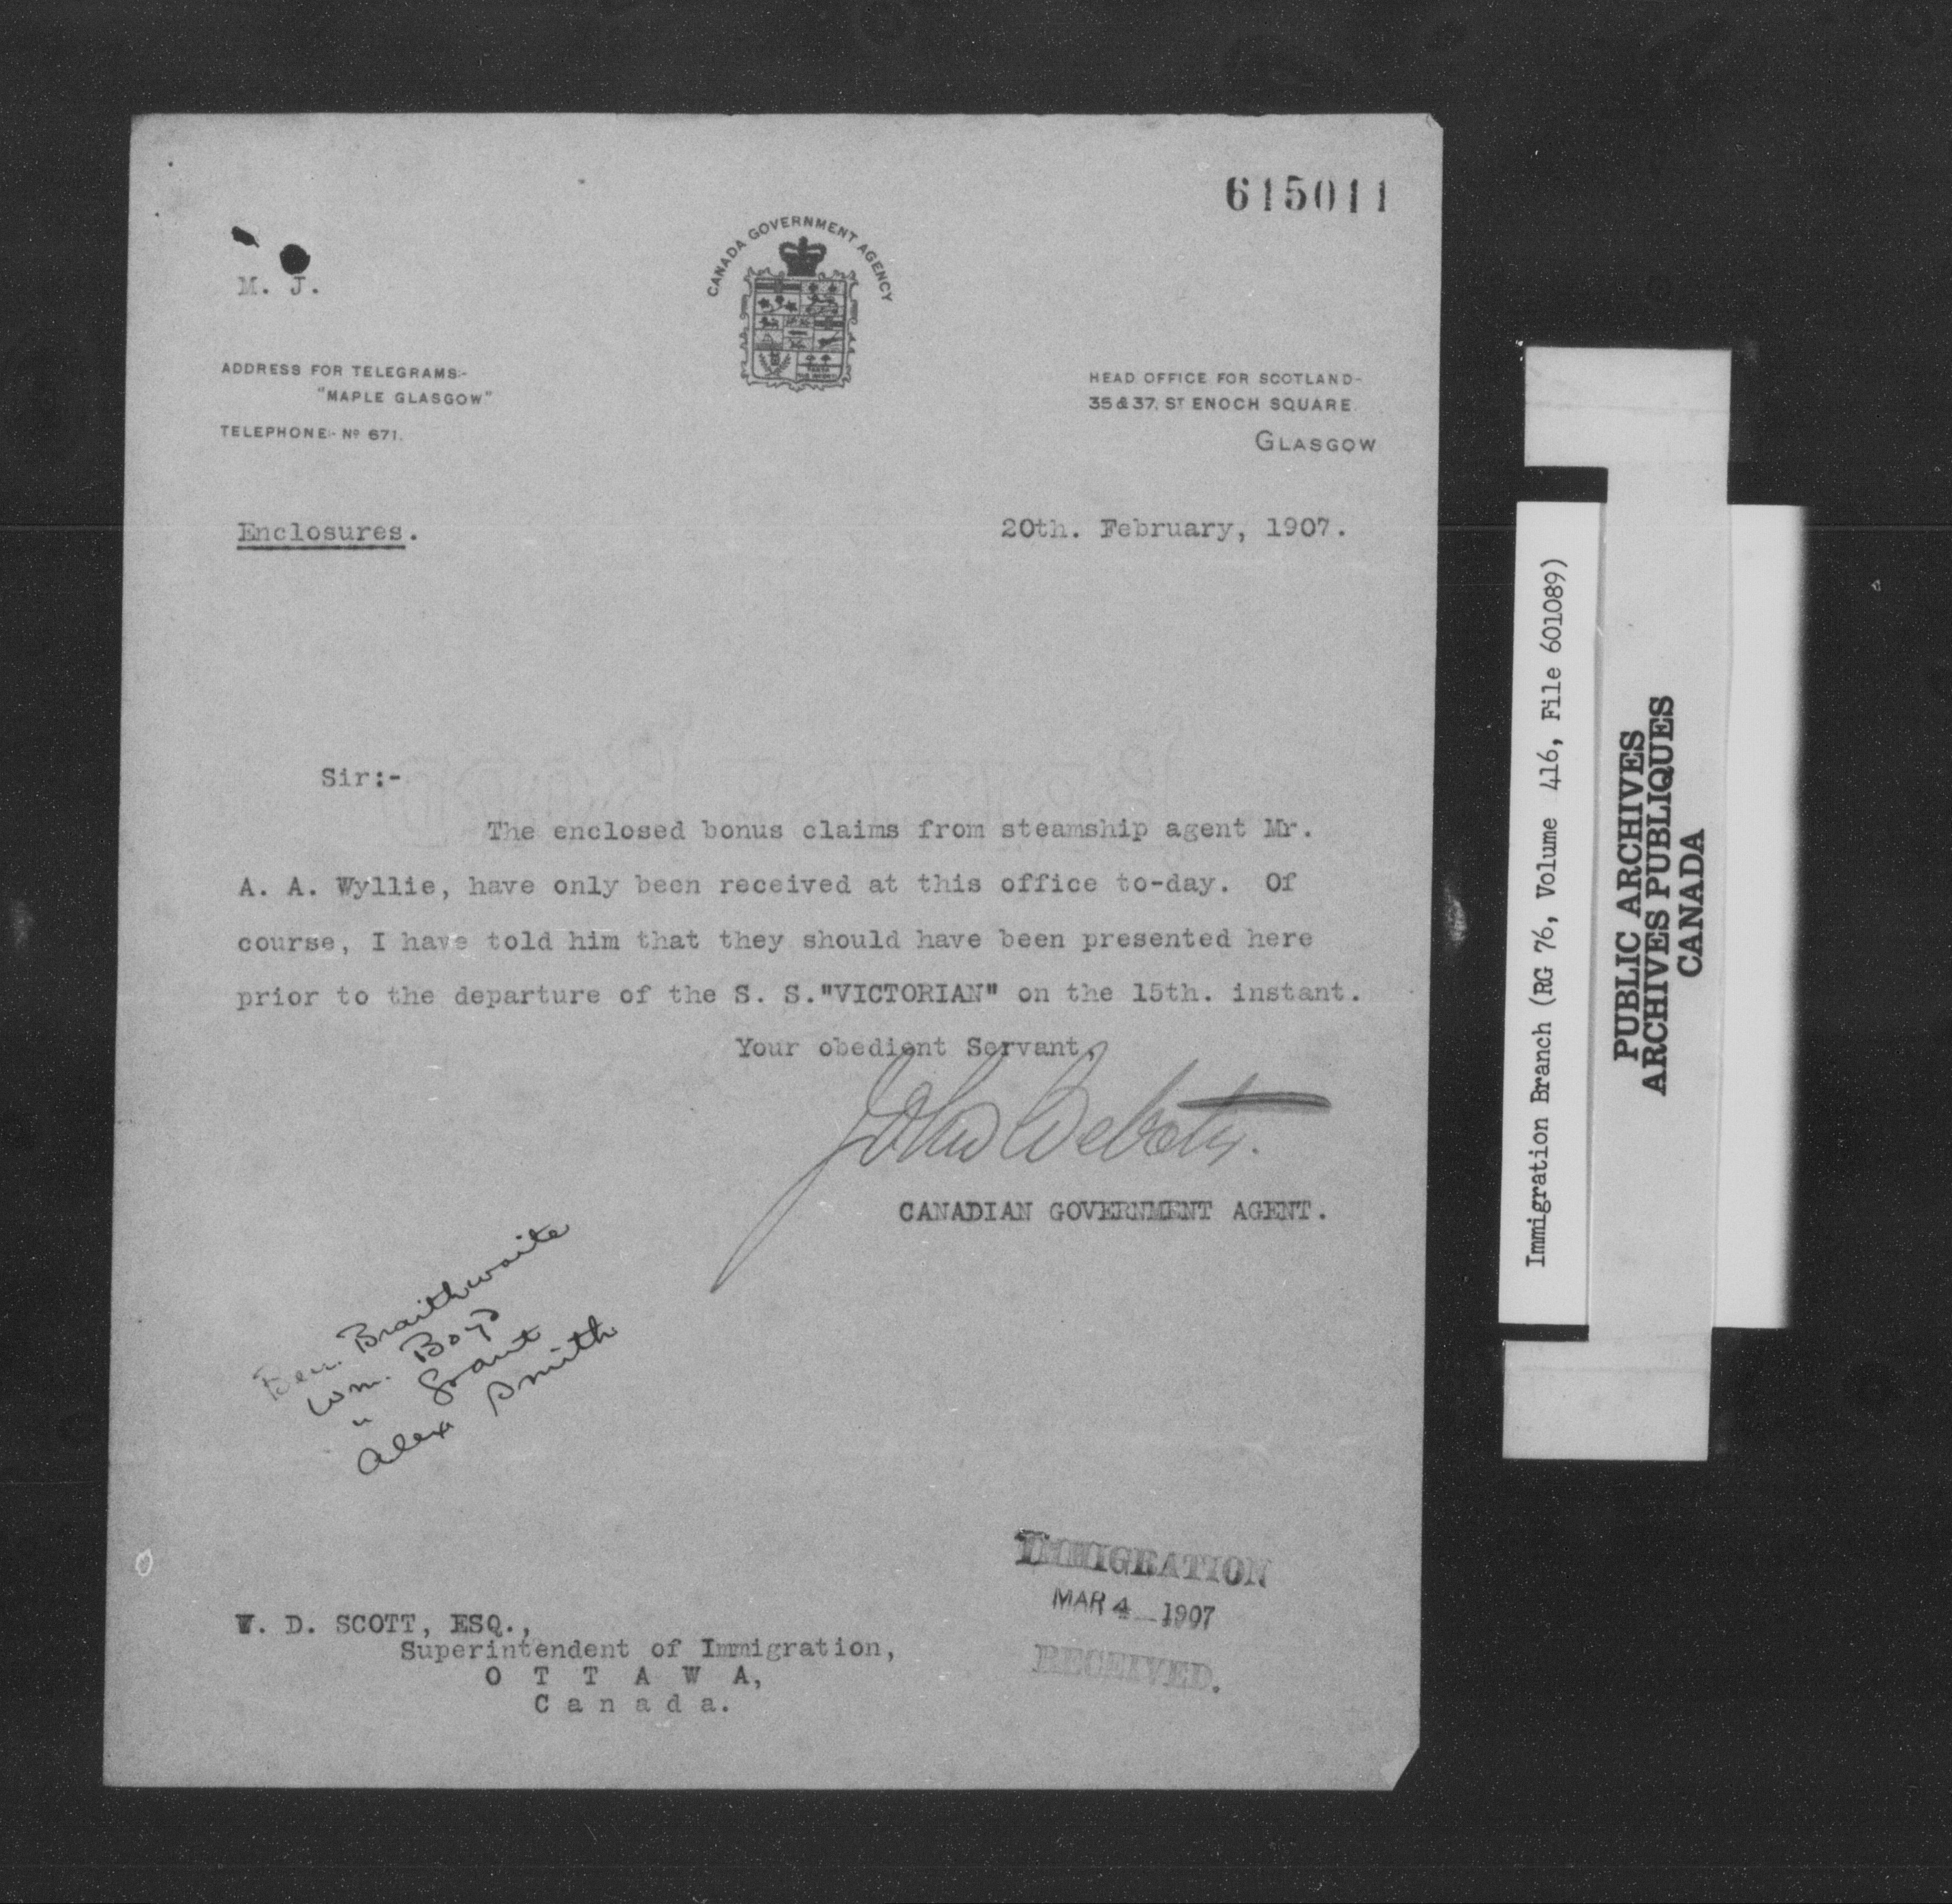 615011
M. J.
CANADA GOVERNMENT AGENCY
ADDRESS FOR TELEGRAMS:-
"MAPLE GLASGOW"
TELEPHONE:- Nº 671.
HEAD OFFICE FOR SCOTLAND-
35 & 37, ST ENOCH SQUARE.
GLASGOW
Enclosures.
20th. February, 1907.
Sir:-
The enclosed bonus claims from steamship agent Mr.
A. A. Wyllie, have only been received at this office to-day. Of
course, I have told him that they should have been presented here
prior to the departure of the S. S."VICTORIAN" on the 15th. instant.
Your obedient Servant,
John Webster.
CANADIAN GOVERNMENT AGENT.
Ben. Braithwaite
Wm. Boyd
" Grant
Alex Smith
IMMIGRATION
MAR 4 1907
RECEIVED.
W. D. SCOTT, ESQ.,
Superintendent of Immigration,
O T T A W A,
C a n a d a.
Immigration Branch (RG 76, Volume 416, File 601089)
PUBLIC ARCHIVES
ARCHIVES PUBLIQUES
CANADA